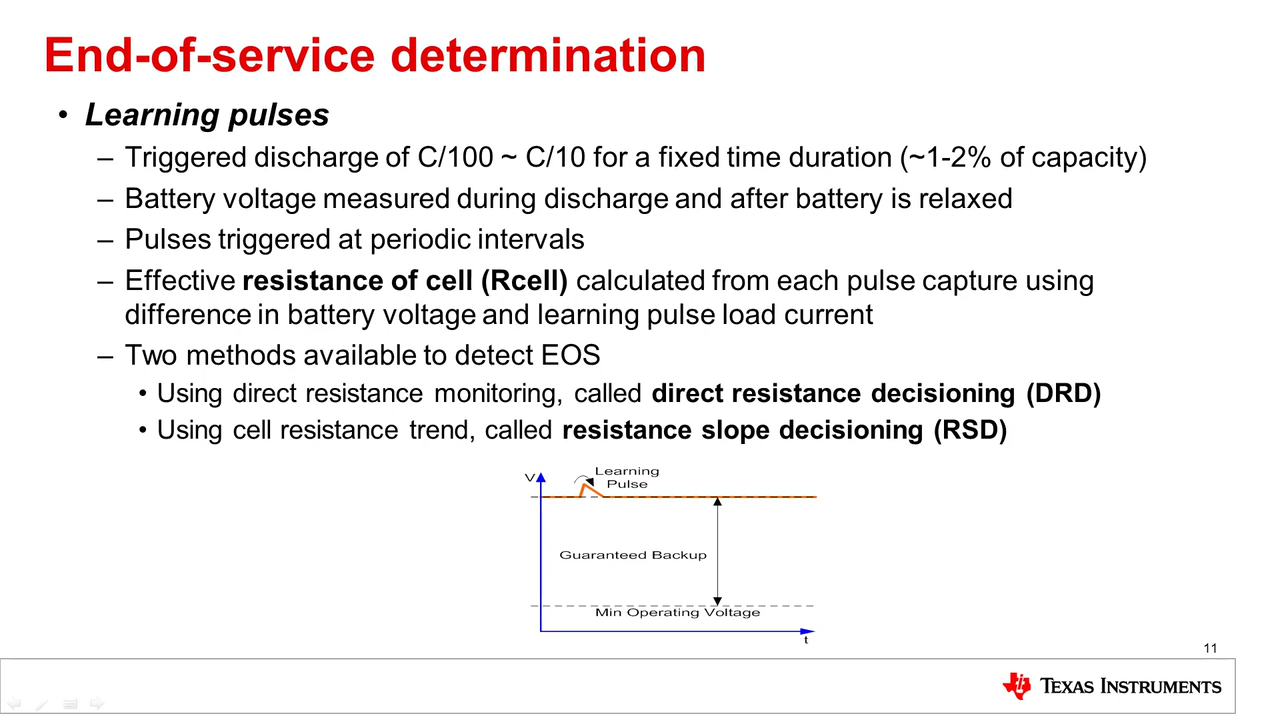 End-of-service determination
• Learning pulses
– Triggered discharge of C/100 ~ C/10 for a fixed time duration (~1-2% of capacity)
– Battery voltage measured during discharge and after battery is relaxed
– Pulses triggered at periodic intervals
– Effective resistance of cell (Rcell) calculated from each pulse capture using
difference in battery voltage and learning pulse load current
– Two methods available to detect EOS
• Using direct resistance monitoring, called direct resistance decisioning (DRD)
• Using cell resistance trend, called resistance slope decisioning (RSD)
V
Learning
Pulse
Guaranteed Backup
Min Operating Voltage
t
11
TEXAS INSTRUMENTS